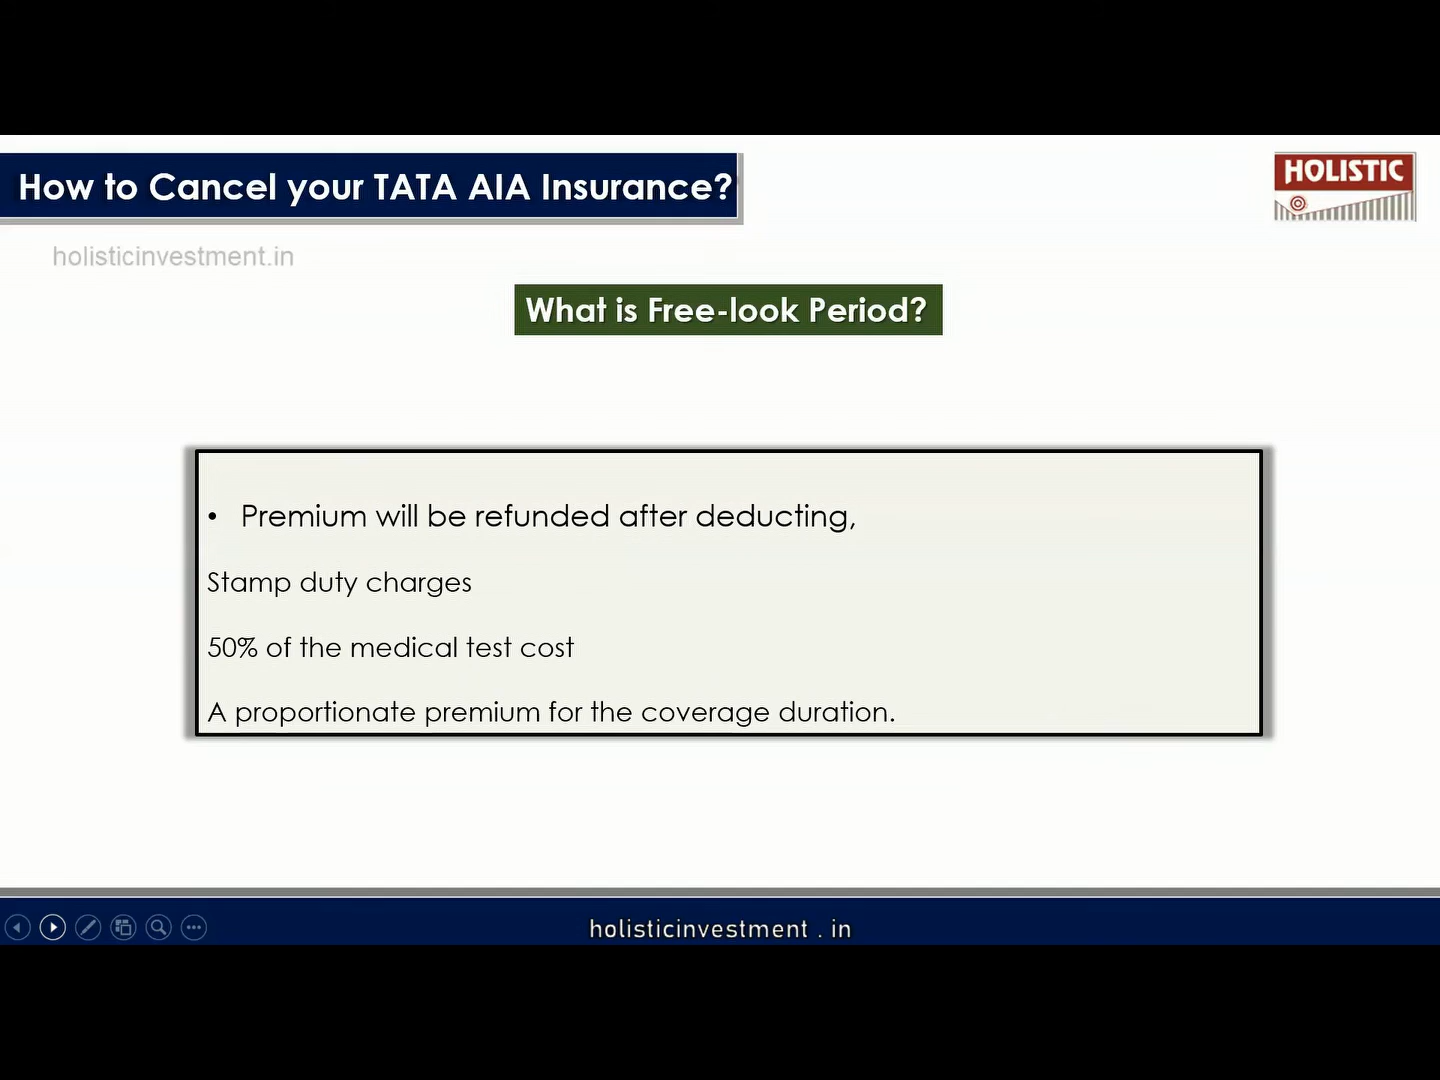 How to Cancel your TATA AIA Insurance?
HOLISTIC
holisticinvestment.in
What is Free-look Period?
• Premium will be refunded after deducting,
Stamp duty charges
50% of the medical test cost
A proportionate premium for the coverage duration.
holisticinvestment . in